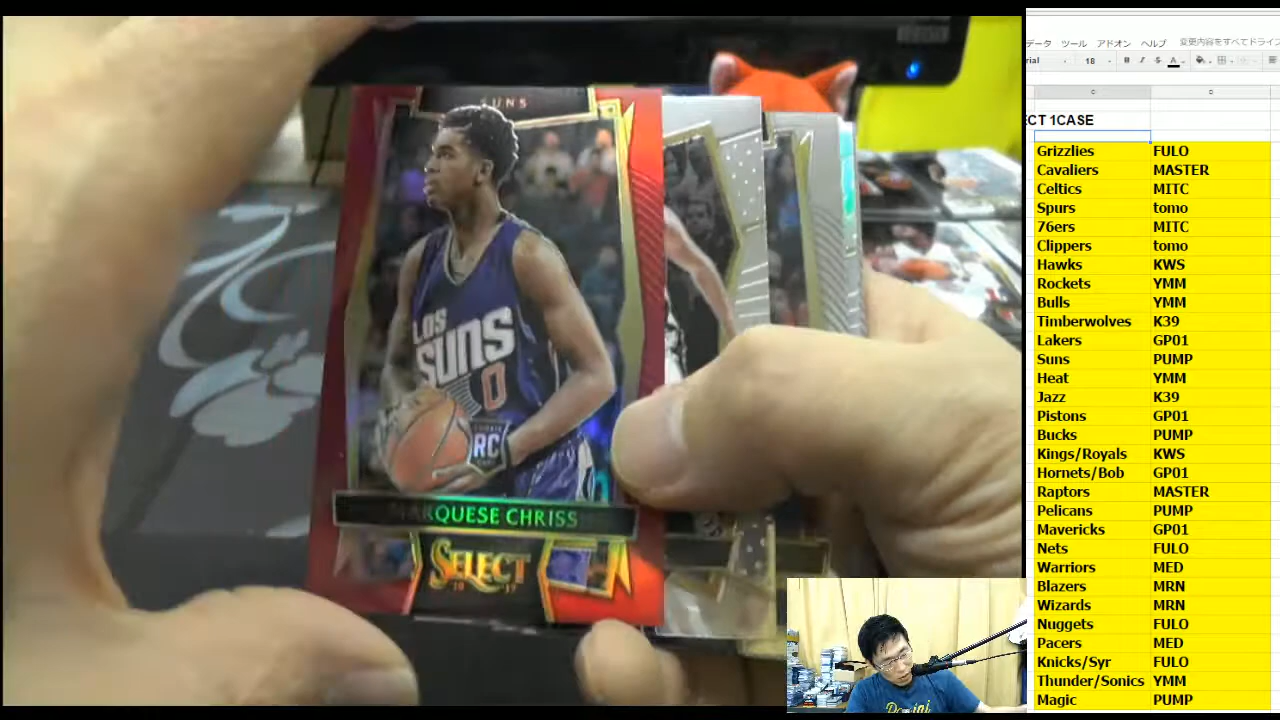 SUNS
LOS
SUNS
0
RC
MARQUESE CHRISS
SELECT
データ ツール アドオン ヘルプ 変更内容をすべてドライブ
rial 18 B I S A
C D
ECT 1CASE
Grizzlies FULO
Cavaliers MASTER
Celtics MITC
Spurs tomo
76ers MITC
Clippers tomo
Hawks KWS
Rockets YMM
Bulls YMM
Timberwolves K39
Lakers GP01
Suns PUMP
Heat YMM
Jazz K39
Pistons GP01
Bucks PUMP
Kings/Royals KWS
Hornets/Bob GP01
Raptors MASTER
Pelicans PUMP
Mavericks GP01
Nets FULO
Warriors MED
Blazers MRN
Wizards MRN
Nuggets FULO
Pacers MED
Knicks/Syr FULO
Thunder/Sonics YMM
Magic PUMP